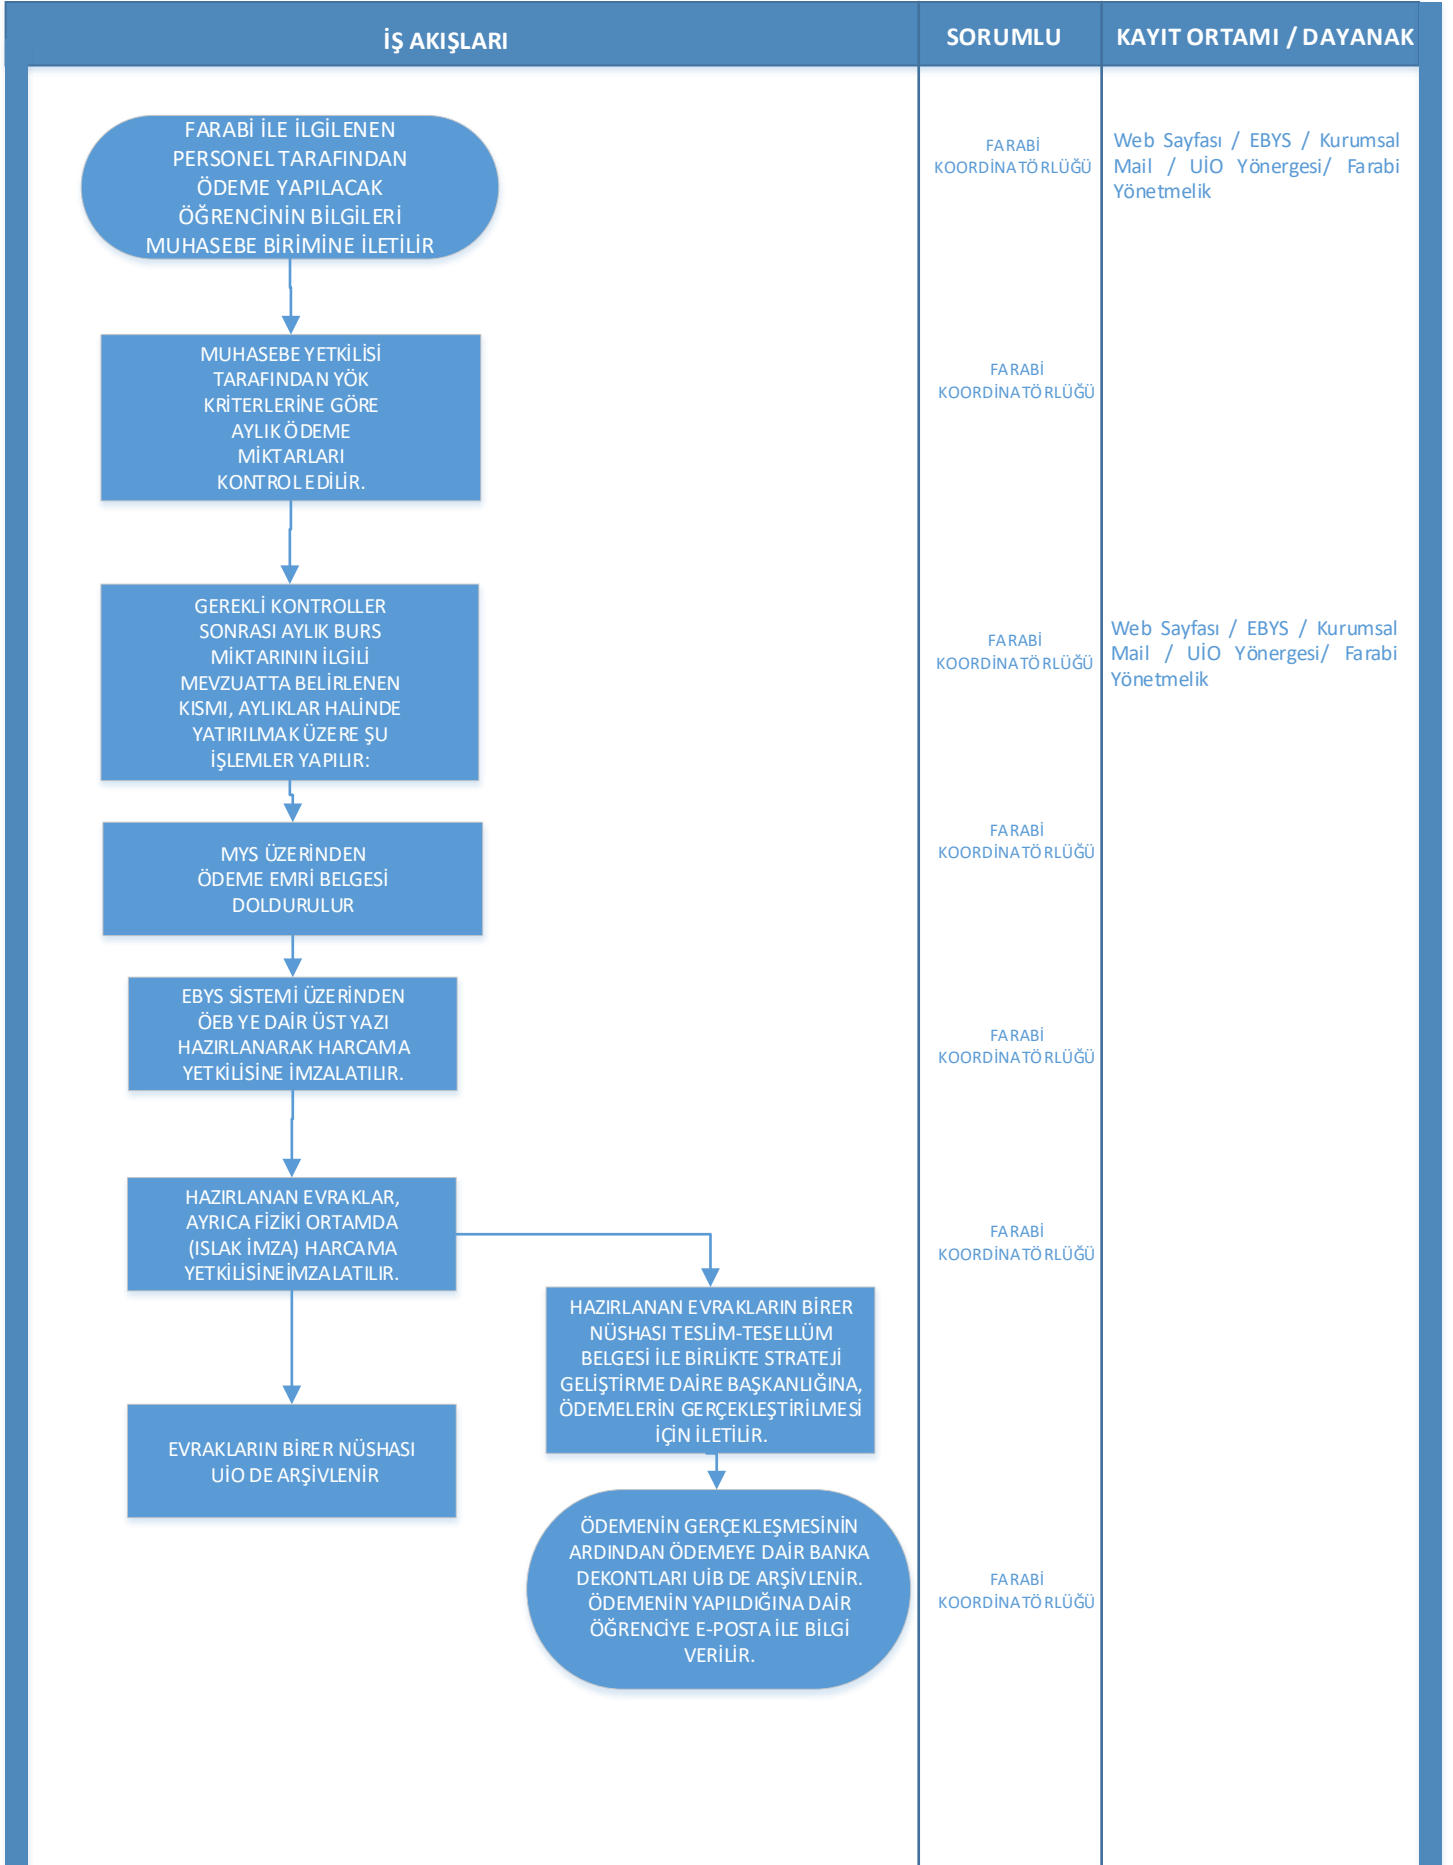 İŞ AKIŞLARI
SORUMLU
KAYIT ORTAMI / DAYANAK
FARABİ İLE İLGİLENEN
PERSONEL TARAFINDAN
ÖDEME YAPILACAK
ÖĞRENCİNİN BİLGİLERİ
MUHASEBE BİRİMİNE İLETİLİR
FARABİ
KOORDİNATÖRLÜĞÜ
Web Sayfası / EBYS / Kurumsal
Mail / UİO Yönergesi/ Farabi
Yönetmelik
MUHASEBE YETKİLİSİ
TARAFINDAN YÖK
KRİTERLERİNE GÖRE
AYLIK ÖDEME
MİKTARLARI
KONTROL EDİLİR.
FARABİ
KOORDİNATÖRLÜĞÜ
GEREKLİ KONTROLLER
SONRASI AYLIK BURS
MİKTARININ İLGİLİ
MEVZUATTA BELİRLENEN
KISMI, AYLIKLAR HALİNDE
YATIRILMAK ÜZERE ŞU
İŞLEMLER YAPILIR:
FARABİ
KOORDİNATÖRLÜĞÜ
Web Sayfası / EBYS / Kurumsal
Mail / UİO Yönergesi/ Farabi
Yönetmelik
MYS ÜZERİNDEN
ÖDEME EMRİ BELGESİ
DOLDURULUR
FARABİ
KOORDİNATÖRLÜĞÜ
EBYS SİSTEMİ ÜZERİNDEN
ÖEB YE DAİR ÜST YAZI
HAZIRLANARAK HARCAMA
YETKİLİSİNE İMZALATILIR.
FARABİ
KOORDİNATÖRLÜĞÜ
HAZIRLANAN EVRAKLAR,
AYRICA FİZİKİ ORTAMDA
(ISLAK İMZA) HARCAMA
YETKİLİSİNEİMZALATILIR.
FARABİ
KOORDİNATÖRLÜĞÜ
HAZIRLANAN EVRAKLARIN BİRER
NÜSHASI TESLİM-TESELLÜM
BELGESİ İLE BİRLİKTE STRATEJİ
GELİŞTİRME DAİRE BAŞKANLIĞINA,
ÖDEMELERİN GERÇEKLEŞTİRİLMESİ
İÇİN İLETİLİR.
EVRAKLARIN BİRER NÜSHASI
UİO DE ARŞİVLENİR
ÖDEMENİN GERÇEKLEŞMESİNİN
ARDINDAN ÖDEMEYE DAİR BANKA
DEKONTLARI UİB DE ARŞİVLENİR.
ÖDEMENİN YAPILDIĞINA DAİR
ÖĞRENCİYE E-POSTA İLE BİLGİ
VERİLİR.
FARABİ
KOORDİNATÖRLÜĞÜ